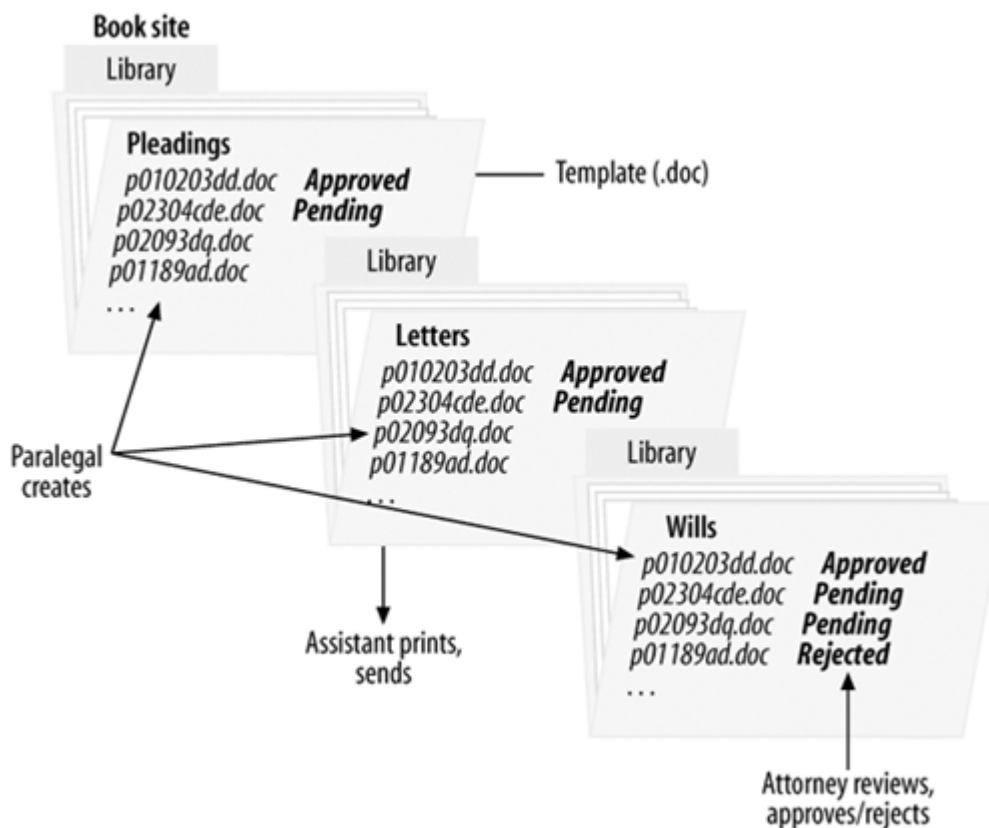 Book site
Library
Pleadings
p010203dd.doc Approved
p02304cde.doc Pending
p02093dq.doc
p01189ad.doc
...
Template (.doc)
Library
Letters
p010203dd.doc Approved
p02304cde.doc Pending
p02093dq.doc
p01189ad.doc
...
Paralegal
creates
Library
Wills
p010203dd.doc Approved
p02304cde.doc Pending
p02093dq.doc Pending
p01189ad.doc Rejected
...
Assistant prints,
sends
Attorney reviews,
approves/rejects